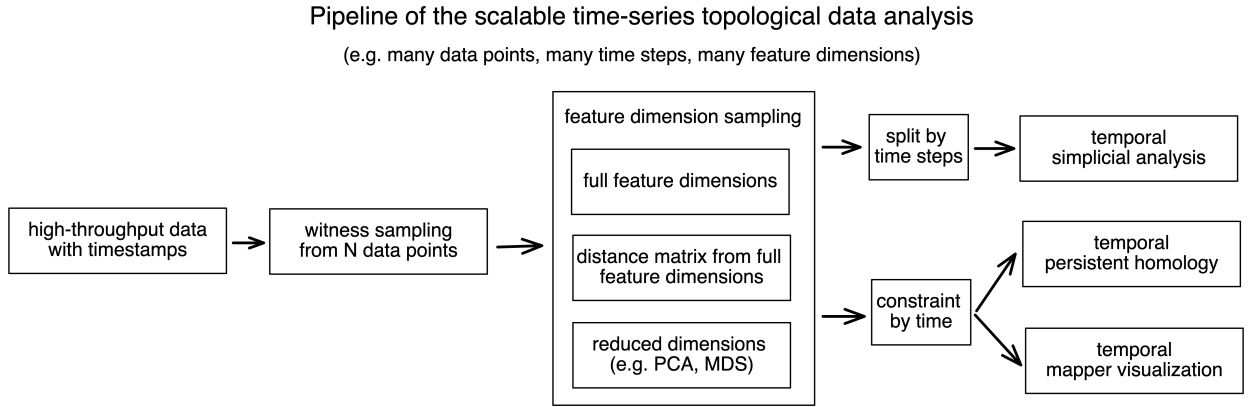 Pipeline of the scalable time-series topological data analysis
(e.g. many data points, many time steps, many feature dimensions)
high-throughput data
with timestamps
witness sampling
from N data points
feature dimension sampling
full feature dimensions
distance matrix from full
feature dimensions
reduced dimensions
(e.g. PCA, MDS)
split by
time steps
temporal
simplicial analysis
constraint
by time
temporal
persistent homology
temporal
mapper visualization